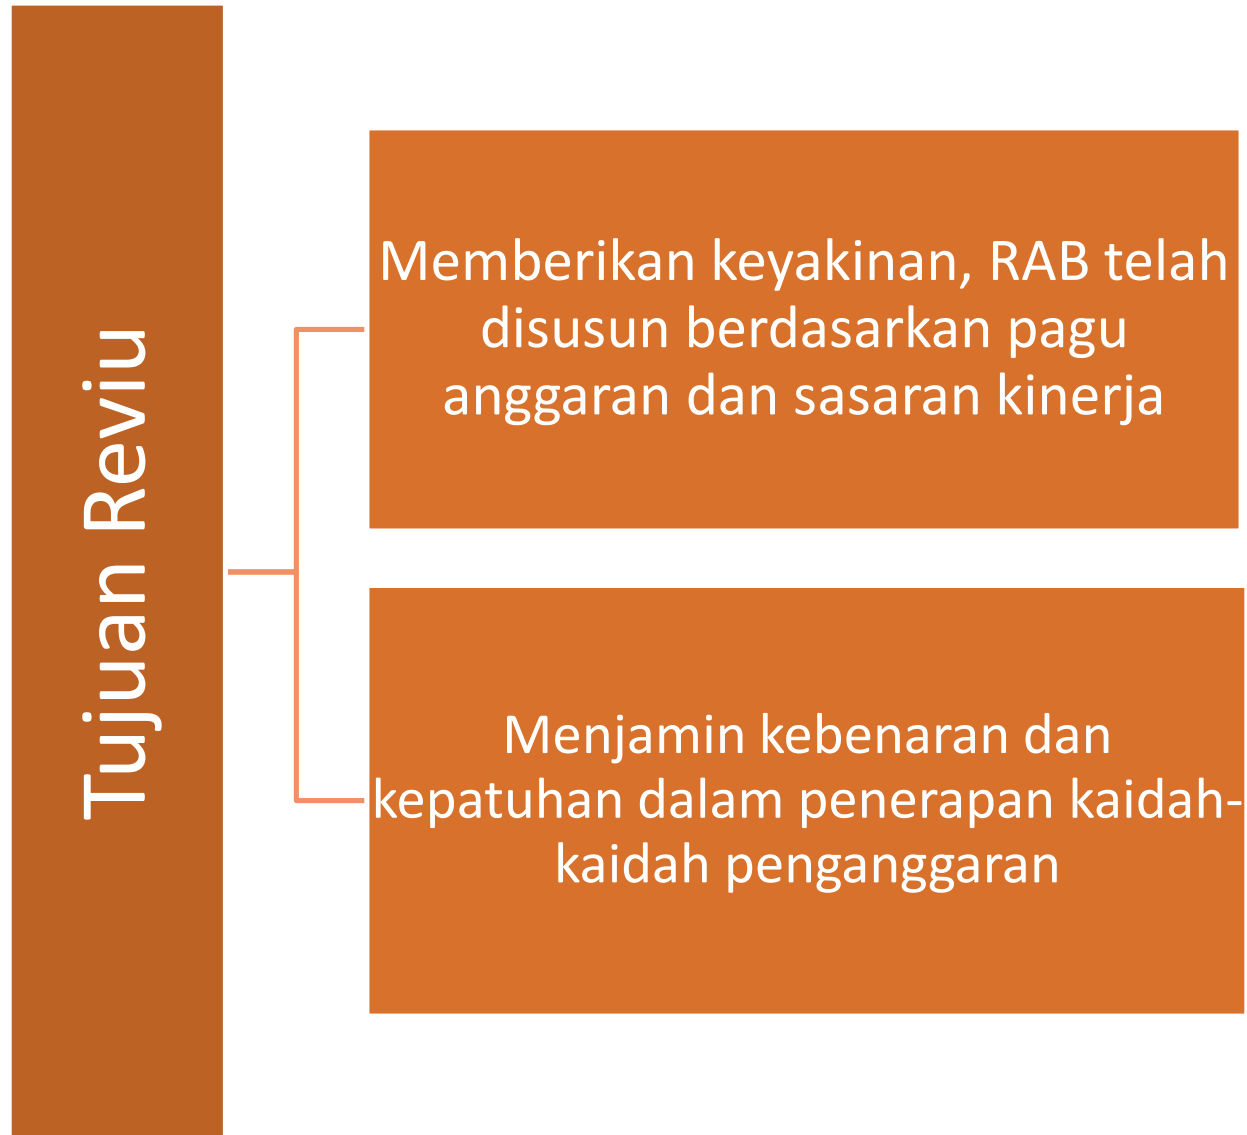 Tujuan Reviu
Memberikan keyakinan, RAB telah
disusun berdasarkan pagu
anggaran dan sasaran kinerja
Menjamin kebenaran dan
kepatuhan dalam penerapan kaidah-
kaidah penganggaran